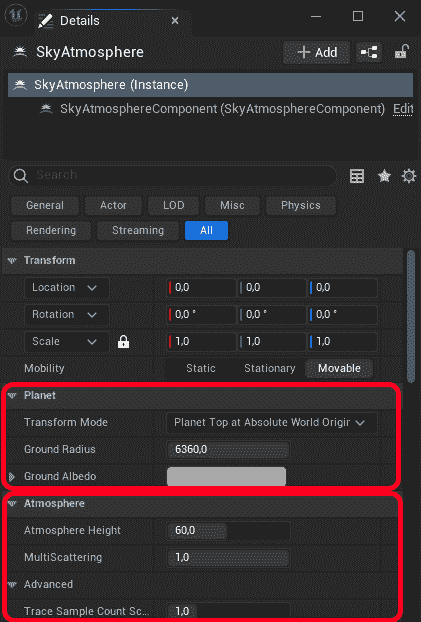 Details
SkyAtmosphere
Add
SkyAtmosphere (Instance)
SkyAtmosphereComponent (SkyAtmosphereComponent) Edit
Search
General Actor LOD Misc Physics
Rendering Streaming All
Transform
Location 0,0 0,0 0,0
Rotation 0,0 ° 0,0 ° 0,0 °
Scale 1,0 1,0 1,0
Mobility Static Stationary Movable
Planet
Transform Mode Planet Top at Absolute World Origir
Ground Radius 6360,0
Ground Albedo
Atmosphere
Atmosphere Height 60,0
MultiScattering 1,0
Advanced
Trace Sample Count Sc... 1,0